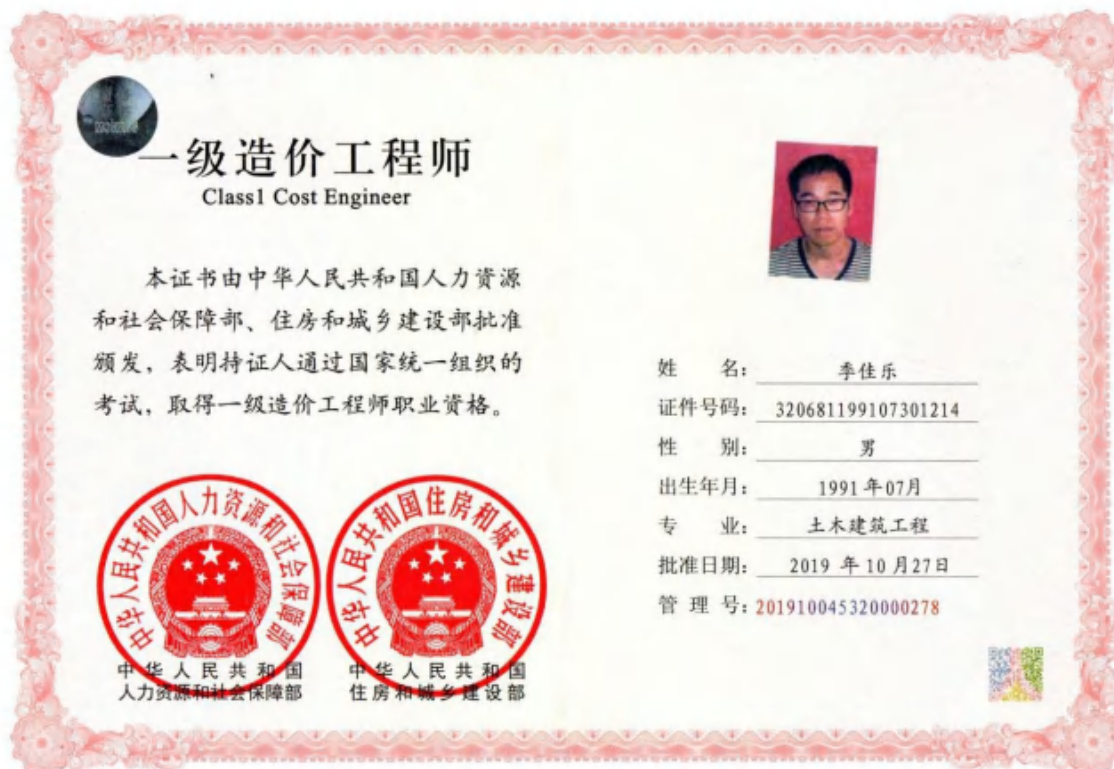 一级造价工程师
Class1 Cost Engineer
本证书由中华人民共和国人力资源
和社会保障部、住房和城乡建设部批准
颁发，表明持证人通过国家统一组织的
考试，取得一级造价工程师职业资格。
中华人民共和国人力资源和社会保障部
中华人民共和国住房和城乡建设部
中华人民共和国
人力资源和社会保障部
中华人民共和国
住房和城乡建设部
姓 名： 季佳乐
证件号码： 320681199107301214
性 别： 男
出生年月： 1991年07月
专 业： 土木建筑工程
批准日期： 2019 年 10 月27日
管 理 号：201910045320000278